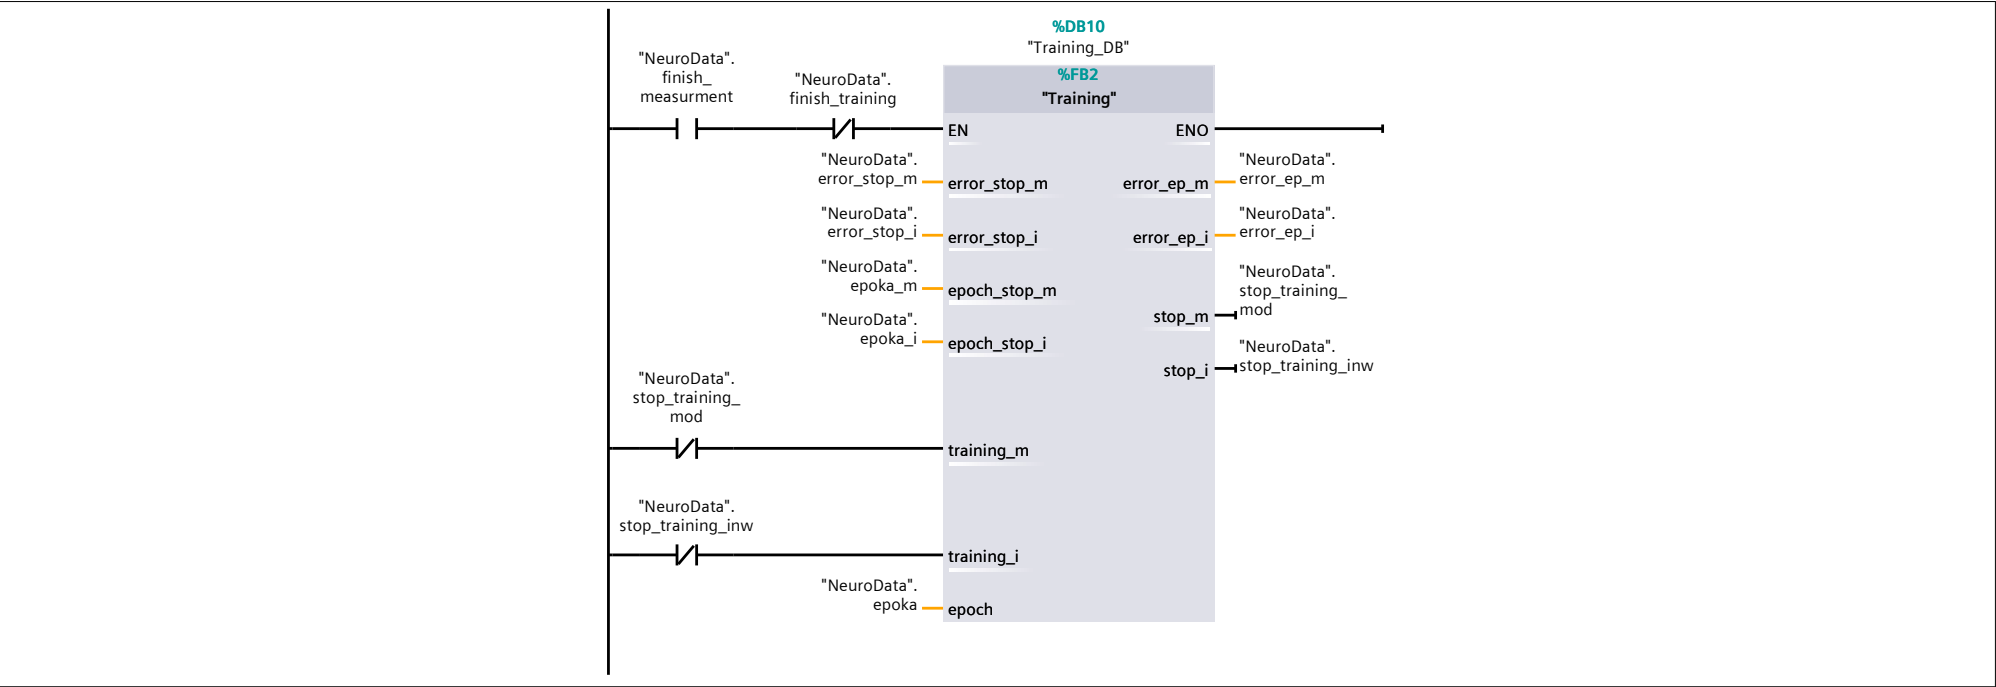 %DB10
"Training_DB"
%FB2
"Training"
"NeuroData".
finish_
measurment
"NeuroData".
finish_training
EN
ENO
"NeuroData".
error_stop_m
error_stop_m
error_ep_m
"NeuroData".
error_ep_m
"NeuroData".
error_stop_i
error_stop_i
error_ep_i
"NeuroData".
error_ep_i
"NeuroData".
epoka_m
epoch_stop_m
stop_m
"NeuroData".
stop_training_
mod
"NeuroData".
epoka_i
epoch_stop_i
stop_i
"NeuroData".
stop_training_inw
"NeuroData".
stop_training_
mod
training_m
"NeuroData".
stop_training_inw
training_i
"NeuroData".
epoka
epoch